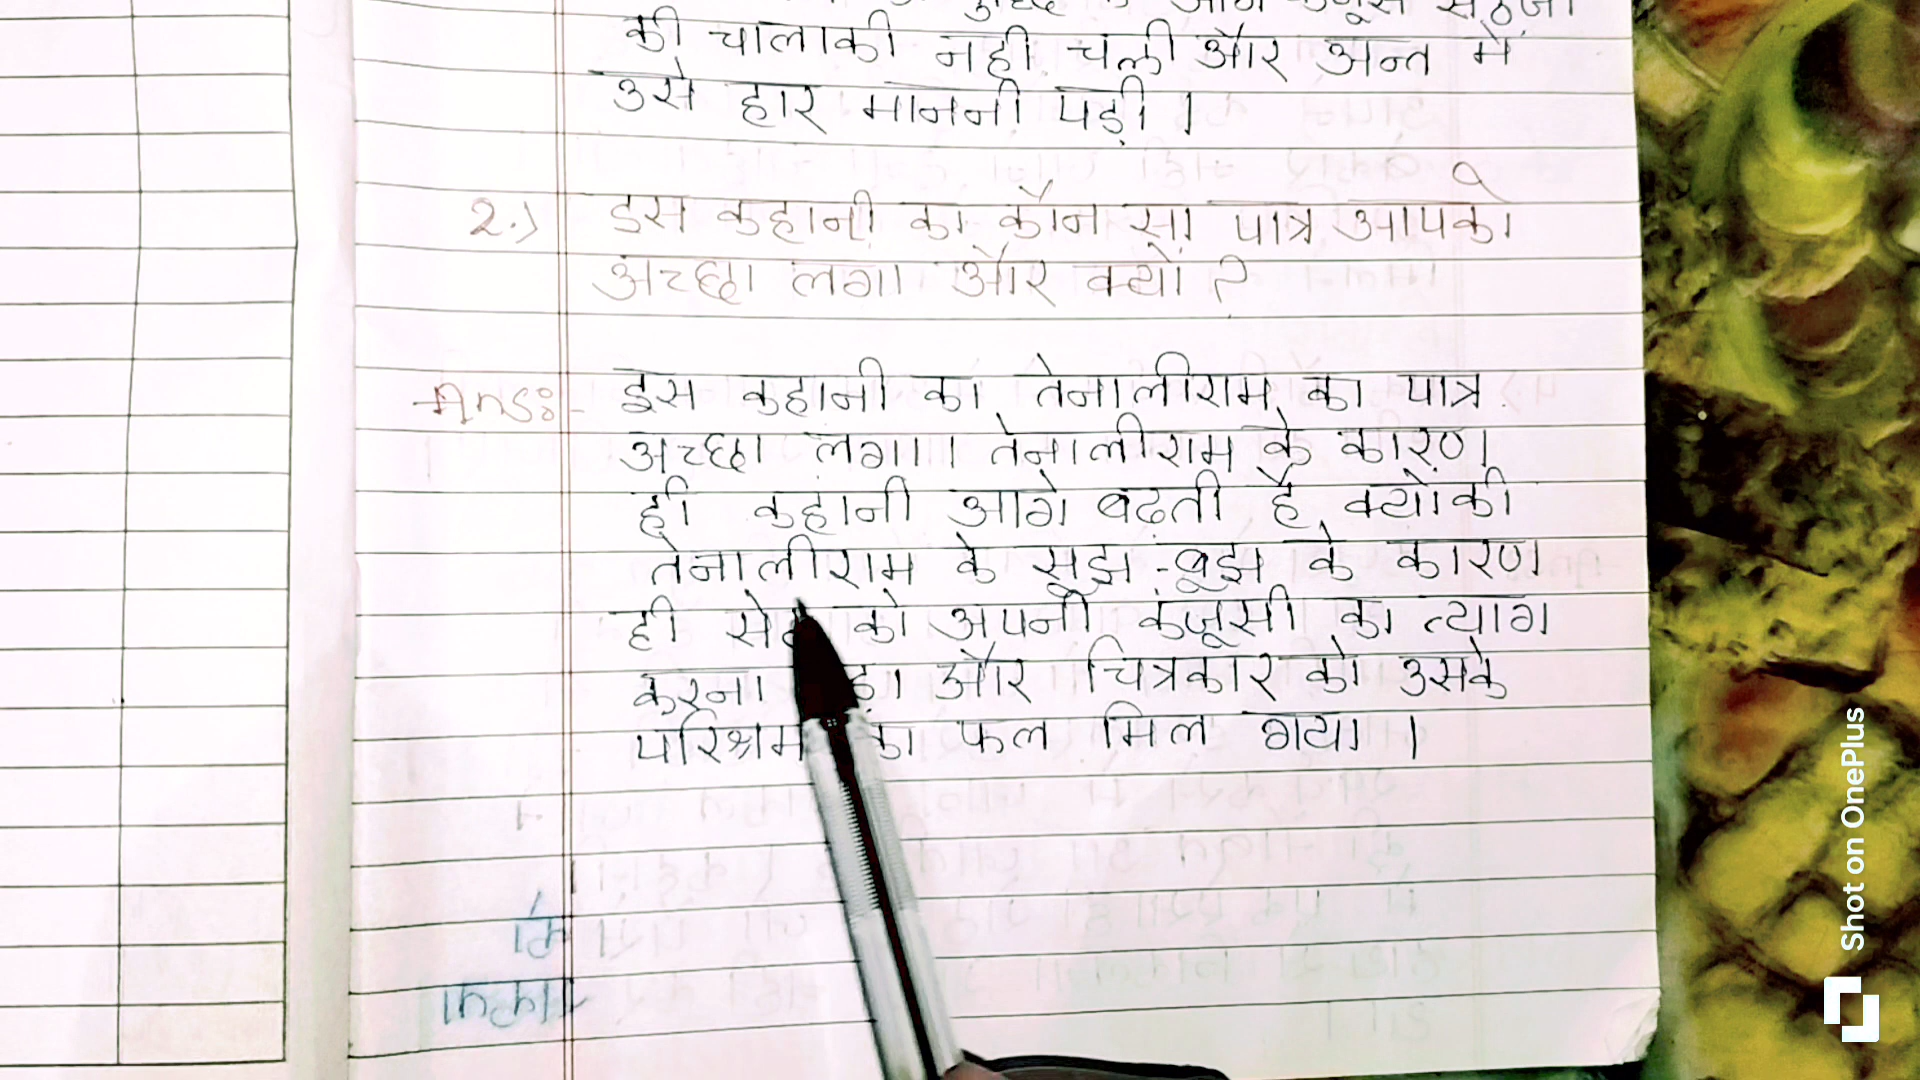 की चालाकी नही चली और अन्त में
उसे हार माननी पड़ी ।
2.) इस कहानी का कौन सा पात्र आपको
अच्छा लगा और क्यों ?
Ans:- इस कहानी का तेनालीराम का पात्र
अच्छा लगा । तेनालीराम के कारण
ही कहानी आगे बढ़ती है क्योंकी
तेनालीराम के सूझ-बूझ के कारण
ही को अपनी कंजूसी का त्याग
करना और चित्रकार को उसके
परिश्रम का फल मिल गया ।
Shot on OnePlus